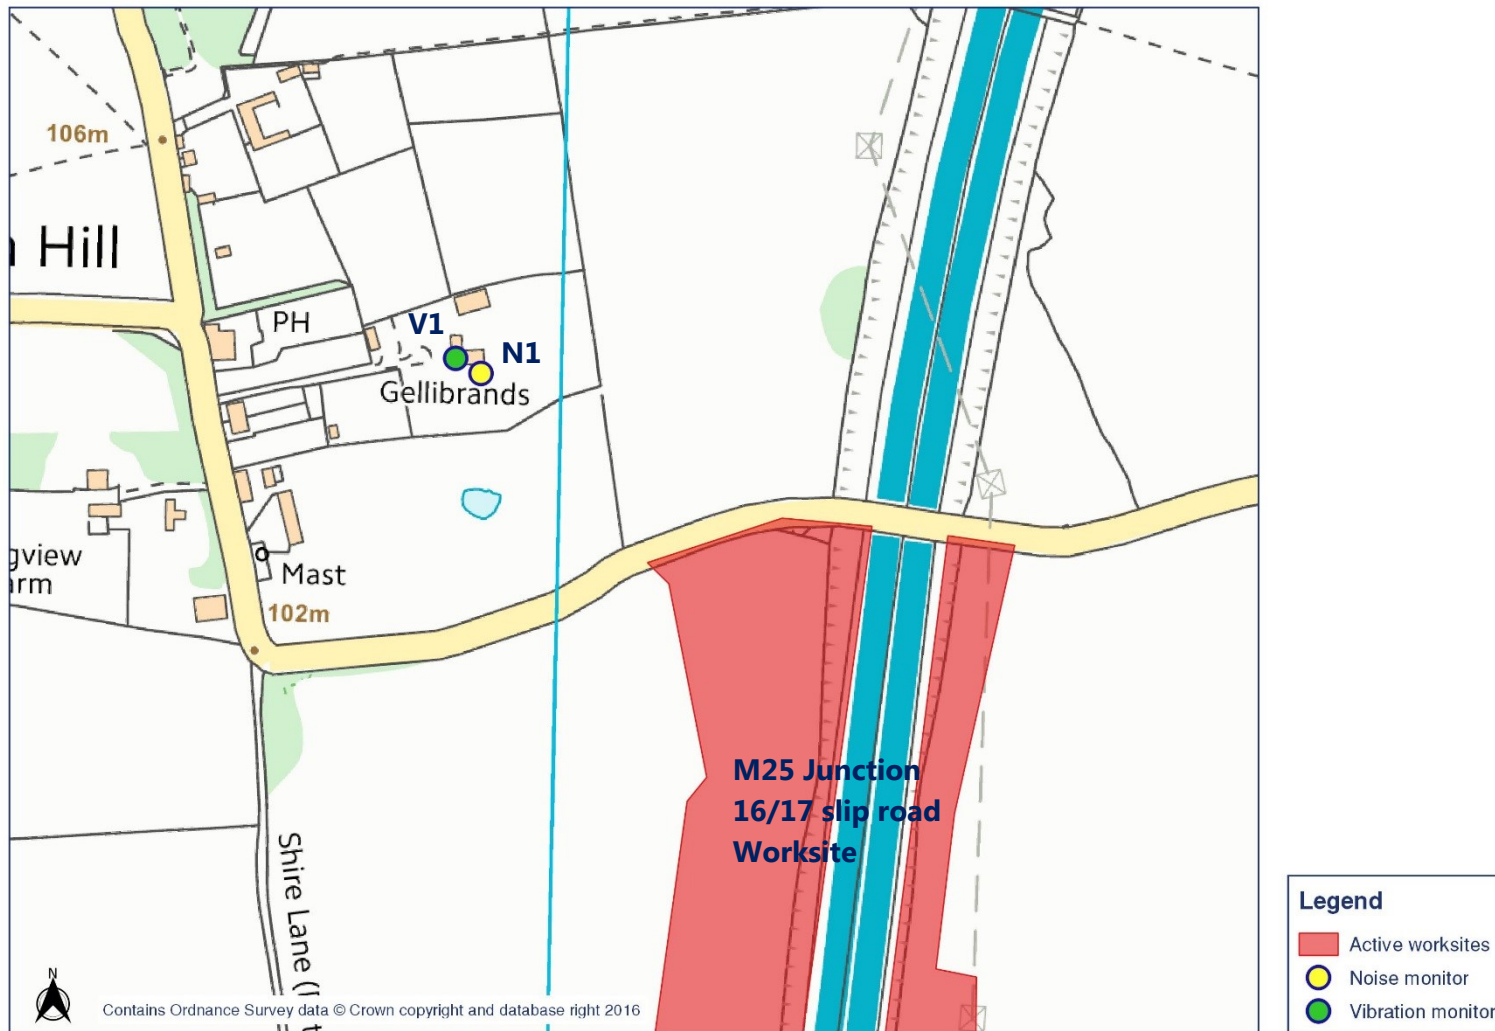 106m
Hill
PH
V1
N1
Gellibrands
gview
arm
Mast
102m
M25 Junction
16/17 slip road
Worksite
Shire Lane
N
Contains Ordnance Survey data © Crown copyright and database right 2016
Legend
Active worksites
Noise monitor
Vibration monitor